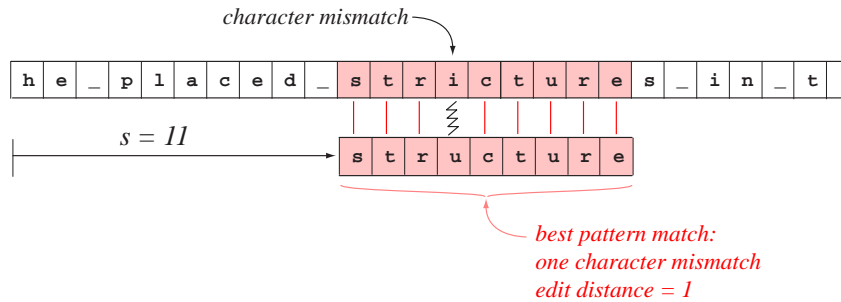 character mismatch
h e _ p l a c e d _ s t r i c t u r e s _ i n _ t
s = 11
s t r u c t u r e
best pattern match:
one character mismatch
edit distance = 1